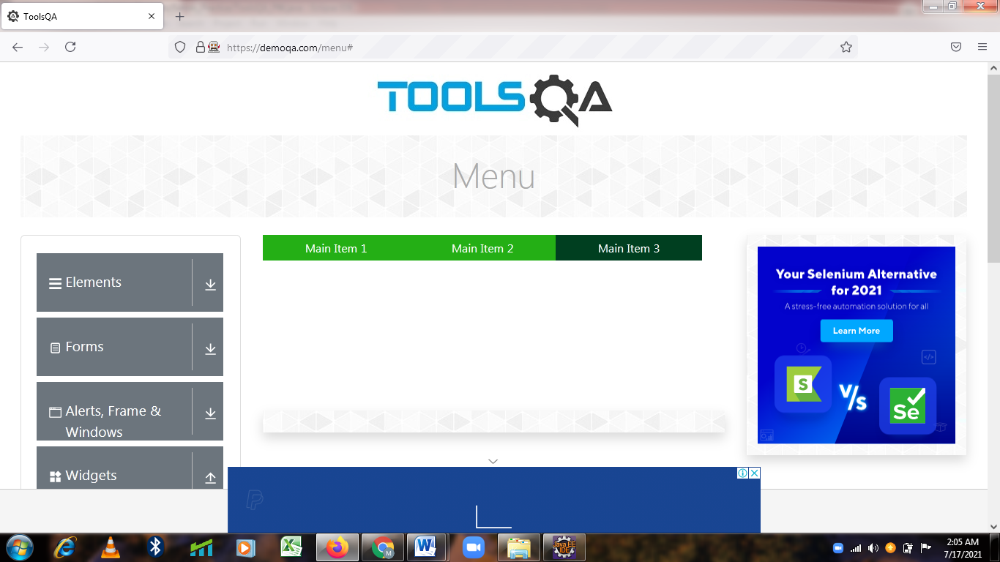 ToolsQA
https://demoqa.com/menu#
TOOLSQA
Menu
Elements
Forms
Alerts, Frame &
Windows
Widgets
Main Item 1
Main Item 2
Main Item 3
Your Selenium Alternative
for 2021
A stress-free automation solution for all
Learn More
S
V/s
Se
M
Java EE
IDE
2:05 AM
7/17/2021